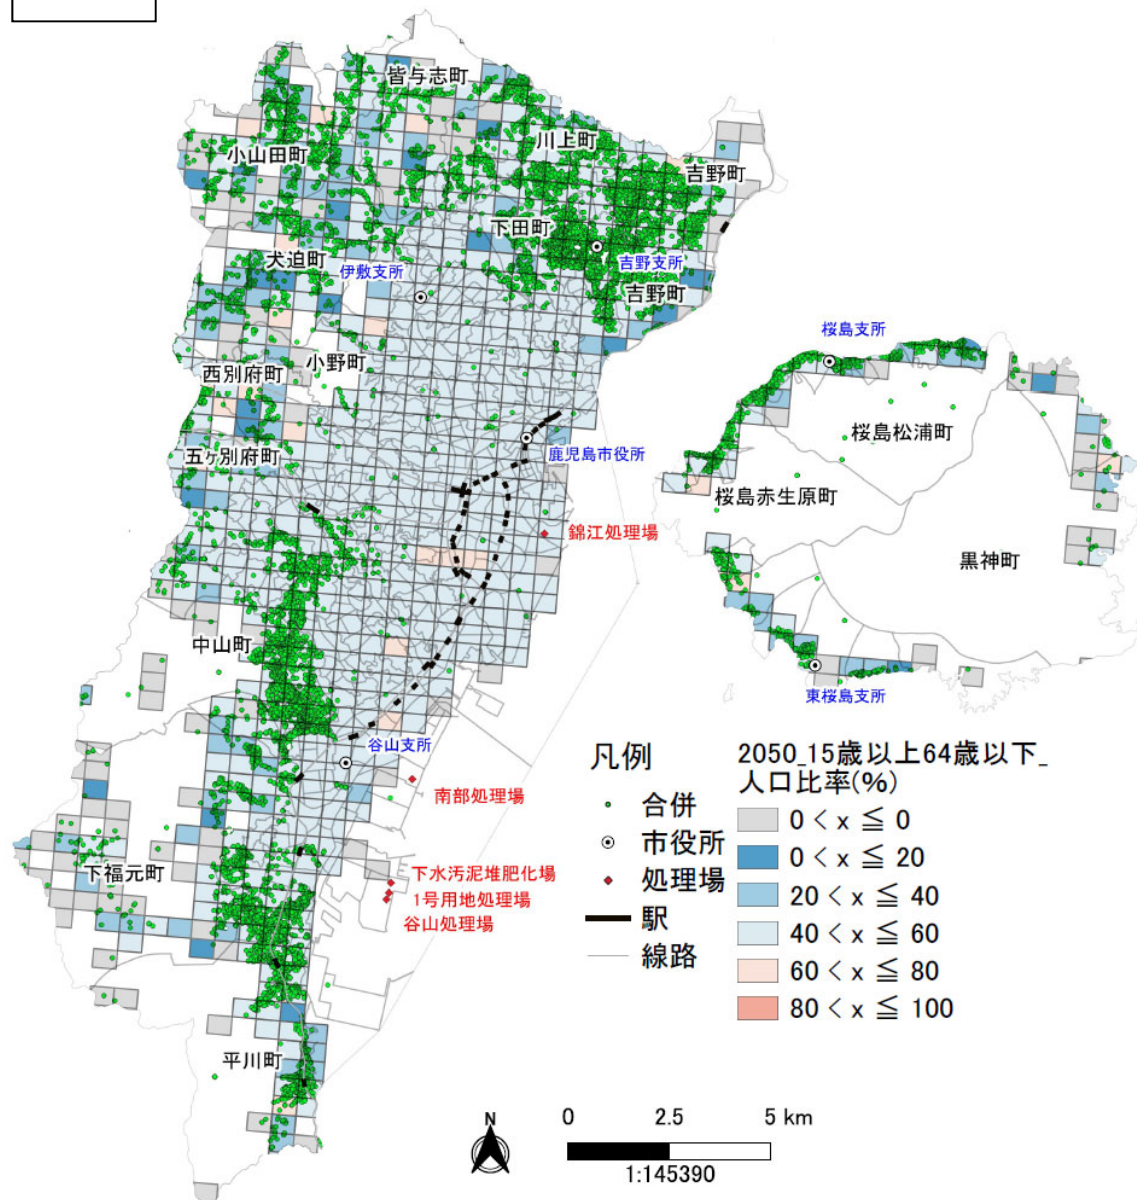 皆与志町
川上町
小山田町
吉野町
下田町
犬迫町
伊敷支所
吉野支所
吉野町
桜島支所
小野町
西別府町
桜島松浦町
五ヶ別府町
鹿児島市役所
桜島赤生原町
錦江処理場
黒神町
中山町
東桜島支所
谷山支所
南部処理場
下福元町
下水汚泥堆肥化場
1号用地処理場
谷山処理場
平川町
凡例
合併
市役所
処理場
駅
線路
2050_15歳以上64歳以下_
人口比率(%)
0 < x ≦ 0
0 < x ≦ 20
20 < x ≦ 40
40 < x ≦ 60
60 < x ≦ 80
80 < x ≦ 100
N
0 2.5 5 km
1:145390